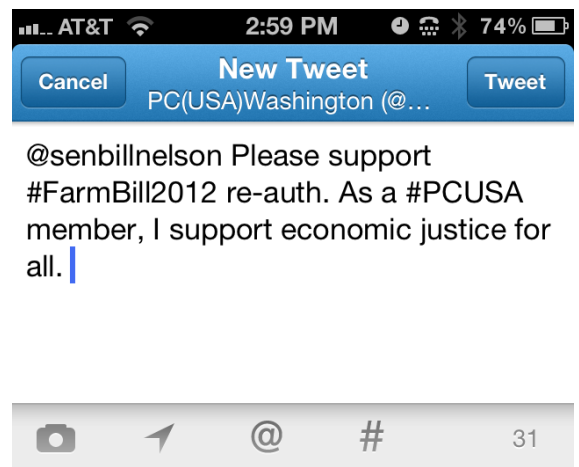 AT&T 2:59 PM 74%
Cancel New Tweet Tweet
PC(USA)Washington (@...
@senbillnelson Please support
#FarmBill2012 re-auth. As a #PCUSA
member, I support economic justice for
all.
@ # 31